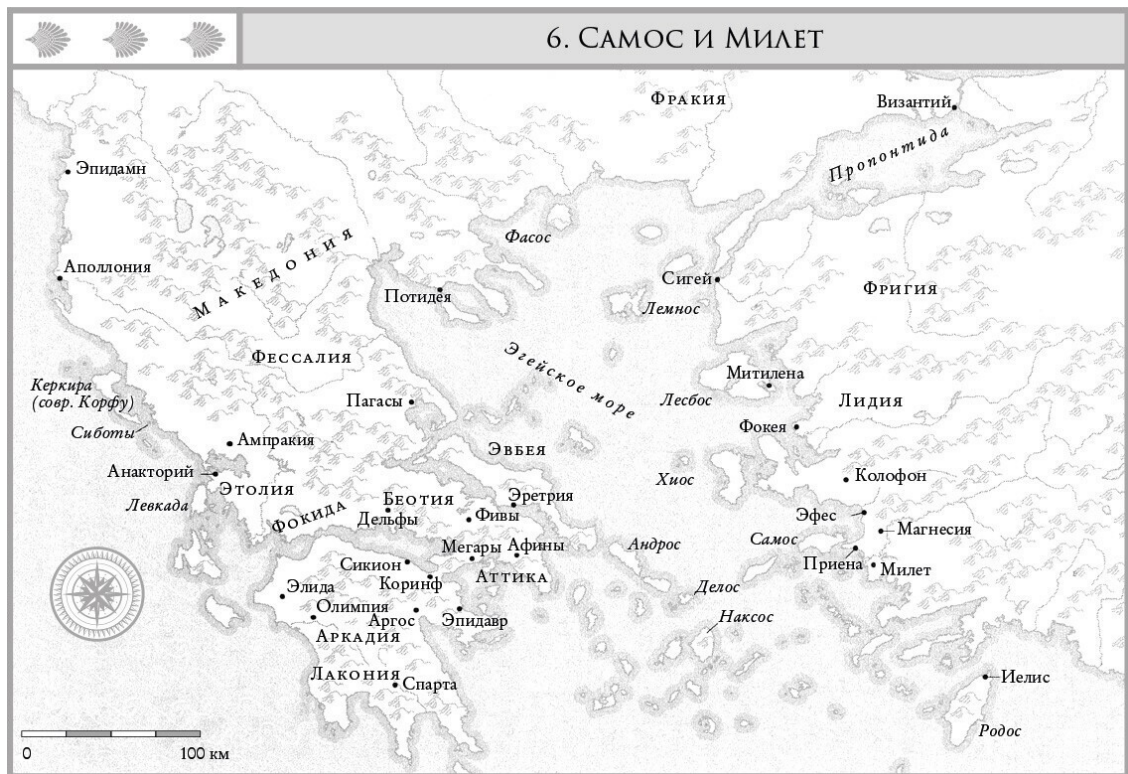 6. Самос и Милет
Фракия
Византий
Пропонтида
Эпидамн
Фасос
Аполлония
Македония
Потидея
Сигей
Лемнос
Фригия
Фессалия
Эгейское море
Керкира
(совр. Корфу)
Сиботы
Пагасы
Митилена
Лесбос
Лидия
Фокея
Ампракия
Эвбея
Анакторий
Этолия
Левкада
Хиос
Колофон
Фокида
Беотия
Дельфы
Эретрия
Фивы
Эфес
Магнесия
Мегары
Афины
Андрос
Самос
Приена
Милет
Сикион
Коринф
Аттика
Делос
Элида
Олимпия
Аргос
Эпидавр
Наксос
Аркадия
Лакония
Спарта
Иелис
Родос
0
100 км